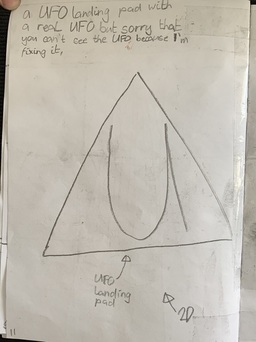 a UFO landing pad with
a real UFO but sorry that
you can't see the UFO because I'm
fixing it,
UFO
landing
pad
2D
11